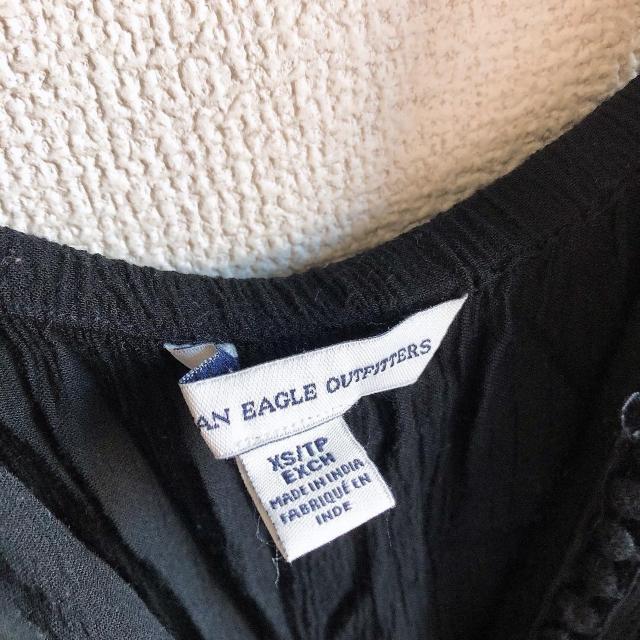 AN EAGLE OUTFITTERS
XS/TP
EXCH
MADE IN INDIA
FABRIQUÉ EN
INDE